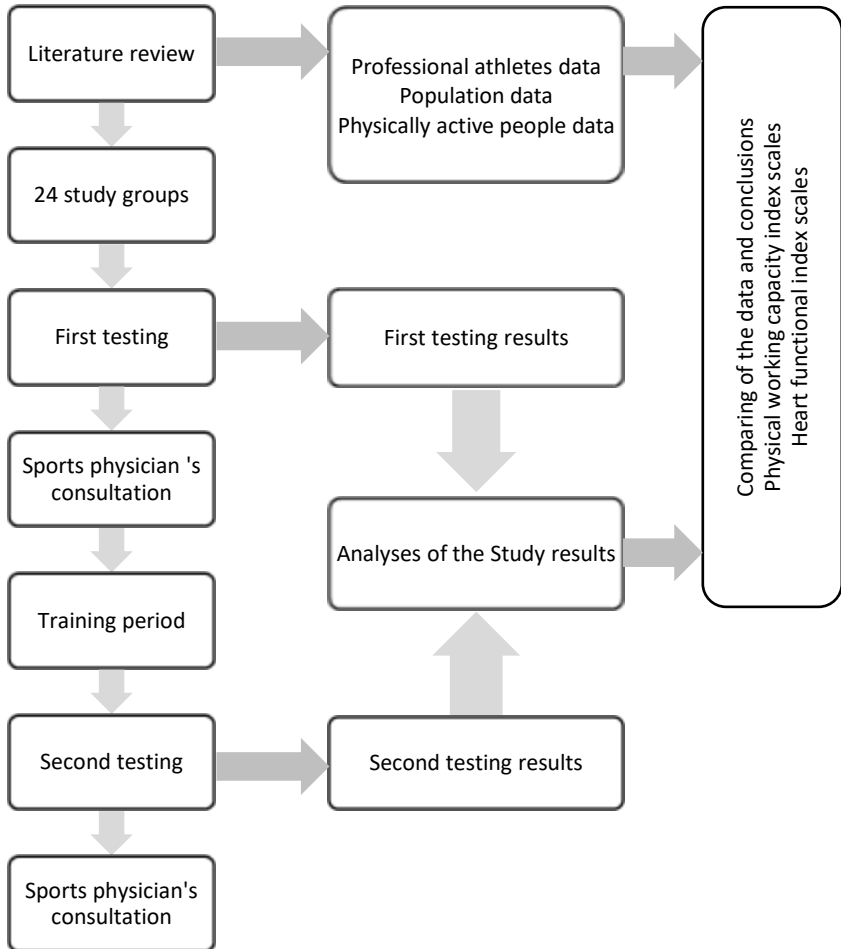 Literature review
Professional athletes data
Population data
Physically active people data
24 study groups
First testing
First testing results
Sports physician 's
consultation
Analyses of the Study results
Training period
Second testing
Second testing results
Sports physician's
consultation
Comparing of the data and conclusions
Physical working capacity index scales
Heart functional index scales